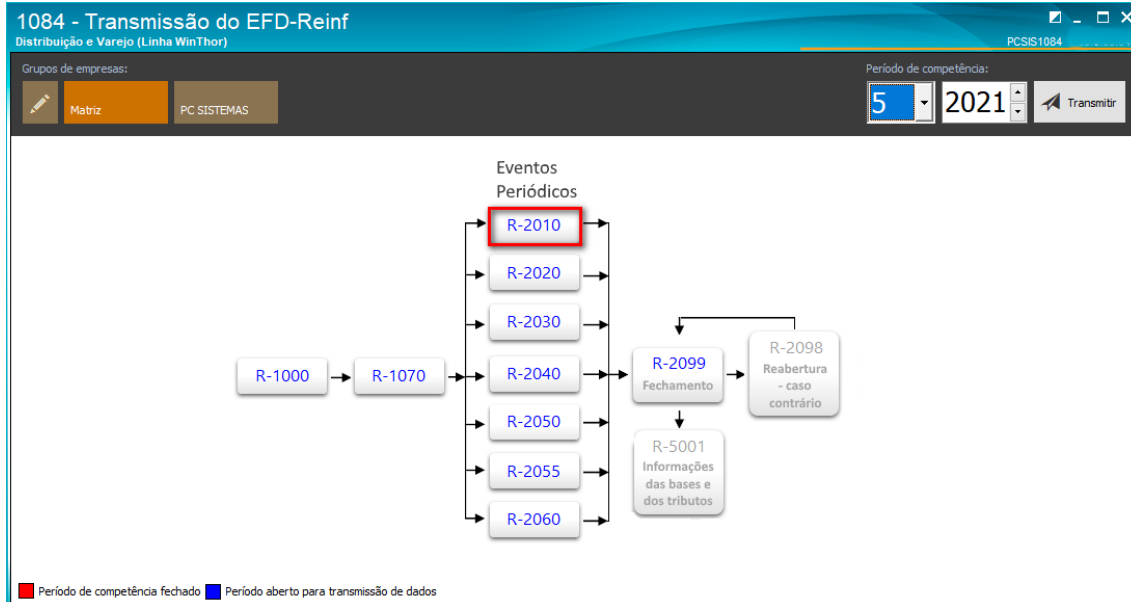 1084 - Transmissão do EFD-Reinf
Distribuição e Varejo (Linha WinThor)
PCSIS1084
Grupos de empresas:
Período de competência:
Matriz
PC SISTEMAS
5
2021
Transmitir
Eventos
Periódicos
R-2010
R-2020
R-2030
R-1000
R-1070
R-2040
R-2050
R-2055
R-2060
R-2099
Fechamento
R-2098
Reabertura
- caso
contrário
R-5001
Informações
das bases e
dos tributos
Período de competência fechado
Período aberto para transmissão de dados